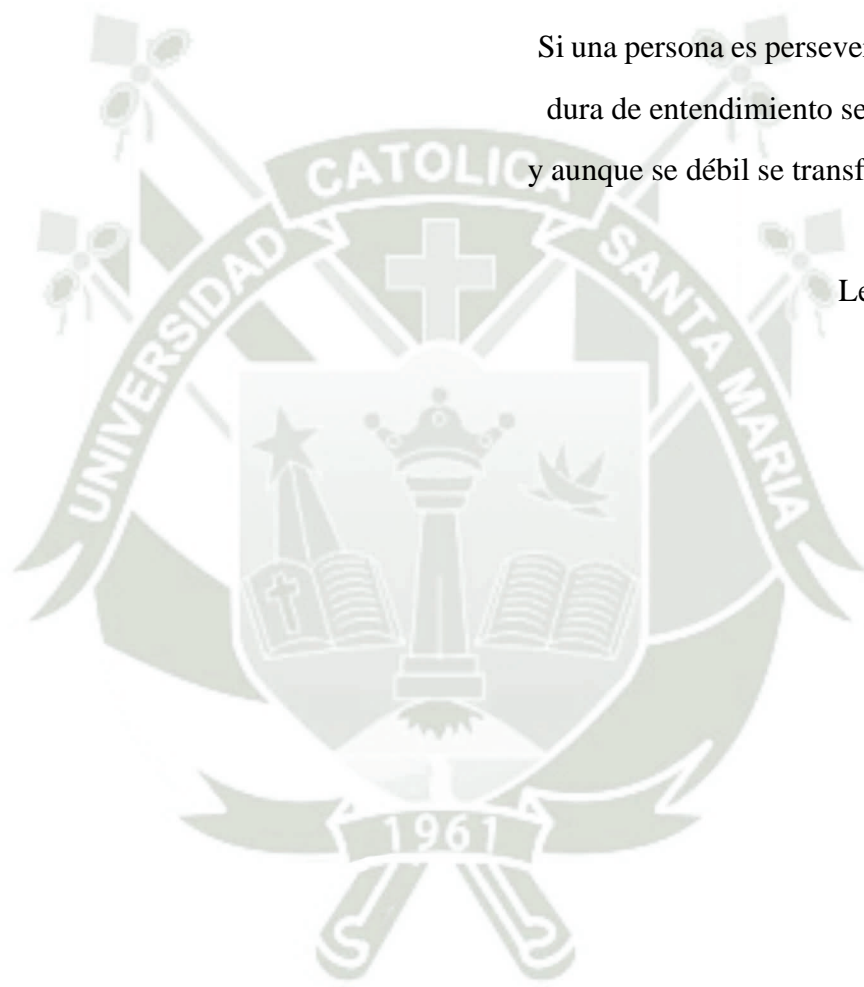 Si una persona es persever
dura de entendimiento se
y aunque se débil se transf
Le
UNIVERSIDAD CATOLICA SANTA MARIA
1961